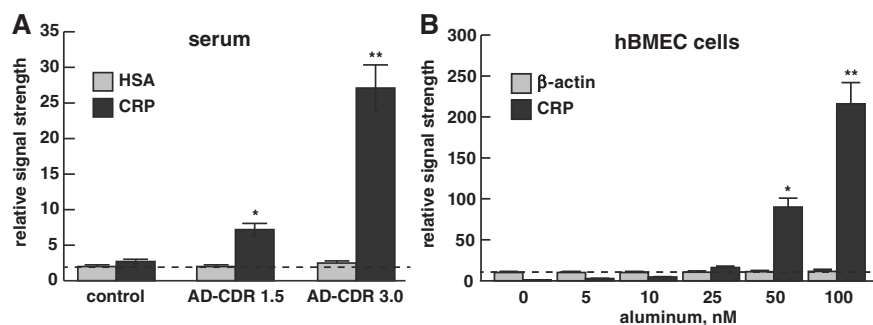 A
serum
relative signal strength
35
30
25
20
15
10
5
0
HSA
CRP
*
**
control
AD-CDR 1.5
AD-CDR 3.0
B
hBMEC cells
relative signal strength
300
250
200
150
100
50
0
β-actin
CRP
*
**
0
5
10
25
50
100
aluminum, nM